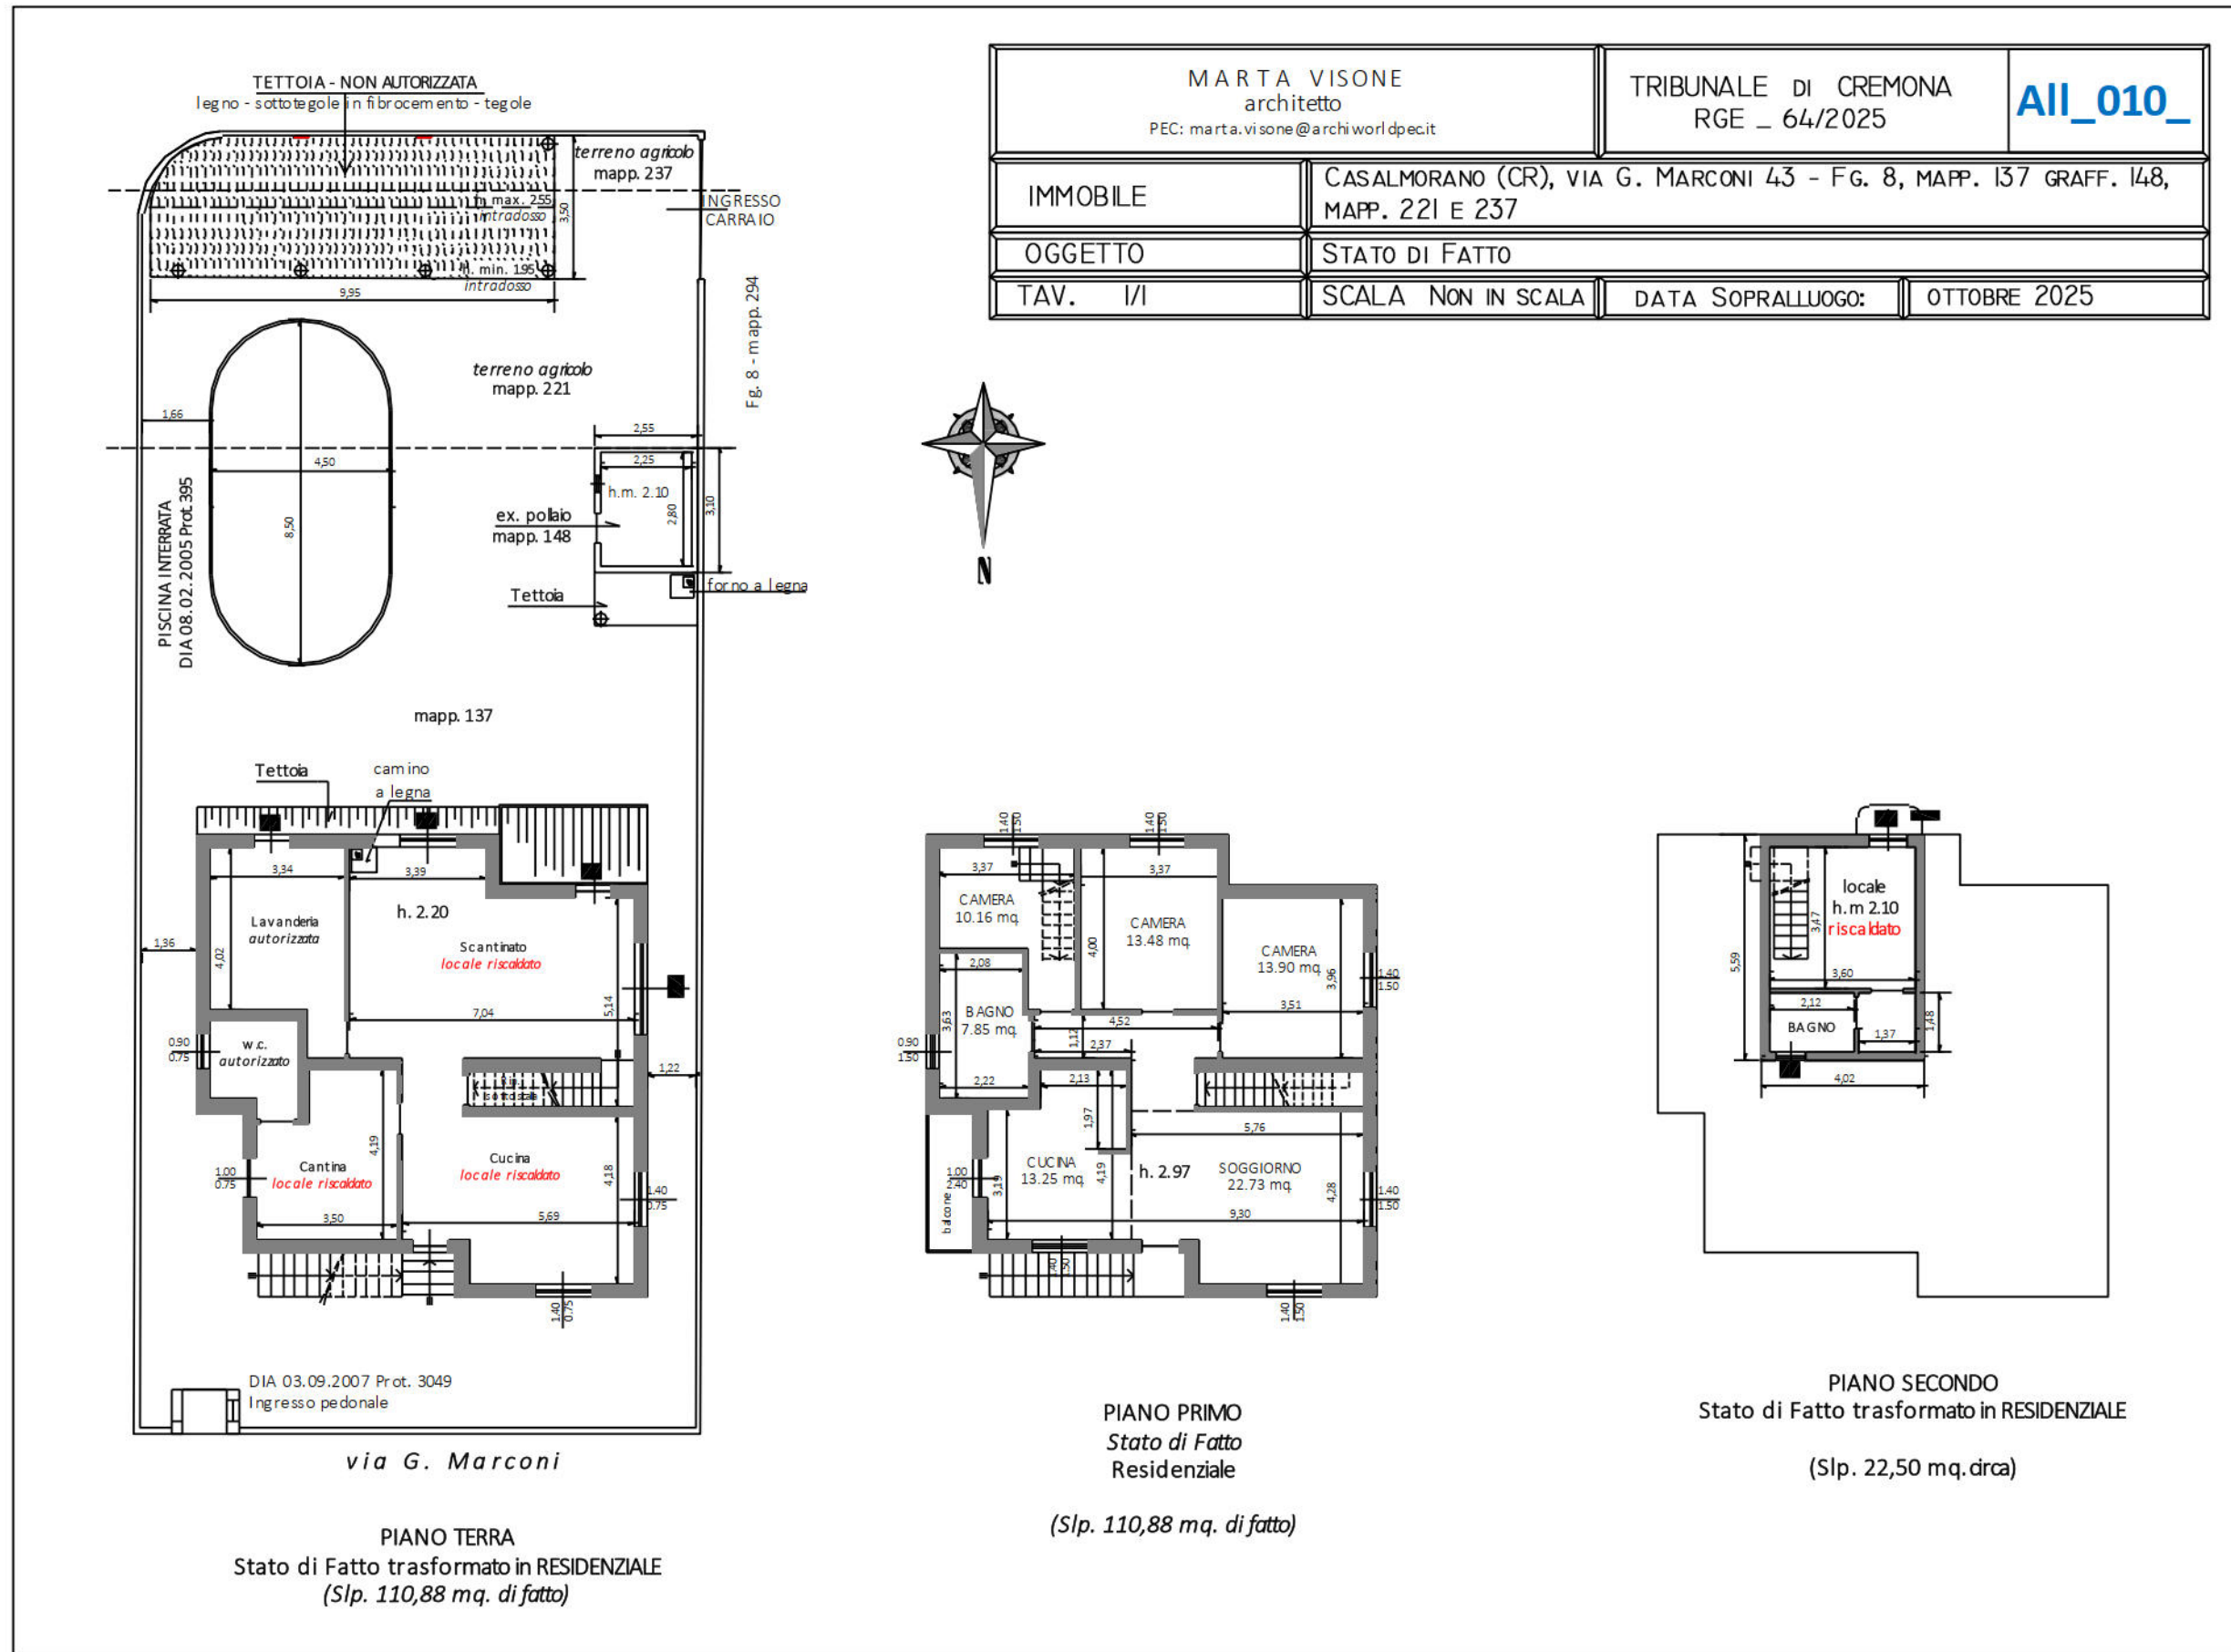 MARTA VISONE
architetto
PEC: marta.visone@archiworldpec.it
TRIBUNALE DI CREMONA
RGE _ 64/2025
All_010_
IMMOBILE
CASALMORANO (CR), VIA G. MARCONI 43 - FG. 8, MAPP. 137 GRAFF. 148,
MAPP. 221 E 237
OGGETTO
STATO DI FATTO
TAV. 1/1
SCALA NON IN SCALA
DATA SOPRALLUOGO:
OTTOBRE 2025
TETTOIA - NON AUTORIZZATA
legno - sottotegole in fibrocemento - tegole
terreno agricolo
mapp. 237
h. max. 2.55
intradosso
3,50
INGRESSO
CARRAIO
h. min. 1.95
intradosso
9,95
Fg. 8 - mapp. 294
terreno agricolo
mapp. 221
1,66
4,50
8,50
PISCINA INTERRATA
DIA 08.02.2005 Prot.395
2,55
2,25
h.m. 2.10
2,80
3,10
ex. pollaio
mapp. 148
forno a legna
Tettoia
N
mapp. 137
Tettoia
camino
a legna
3,34
3,39
h. 2.20
Lavanderia
autorizzata
4,02
1,36
Scantinato
locale riscaldato
5,14
7,04
0.90
0.75
w.c.
autorizzato
1,22
sottoscala
4,19
Cantina
locale riscaldato
1.00
0.75
3,50
Cucina
locale riscaldato
4,18
1.40
0.75
5,69
1.40
0.75
DIA 03.09.2007 Prot. 3049
Ingresso pedonale
via G. Marconi
PIANO TERRA
Stato di Fatto trasformato in RESIDENZIALE
(Slp. 110,88 mq. di fatto)
1.40
1.50
1.40
1.50
3,37
3,37
CAMERA
10.16 mq.
CAMERA
13.48 mq.
4,00
CAMERA
13.90 mq.
3,96
3,51
1.40
1.50
2,08
BAGNO
7.85 mq.
3,63
0.90
1.50
4,52
1,12
2,37
2,22
2,13
1,97
5,76
CUCINA
13.25 mq.
1.00
2.40
3,19
4,19
h. 2.97
SOGGIORNO
22.73 mq.
4,28
1.40
1.50
balcone
9,30
1.40
1.50
1.40
1.50
PIANO PRIMO
Stato di Fatto
Residenziale
(Slp. 110,88 mq. di fatto)
locale
h.m 2.10
riscaldato
3,47
5,59
3,60
2,12
BAGNO
1,37
1,48
4,02
PIANO SECONDO
Stato di Fatto trasformato in RESIDENZIALE
(Slp. 22,50 mq. circa)